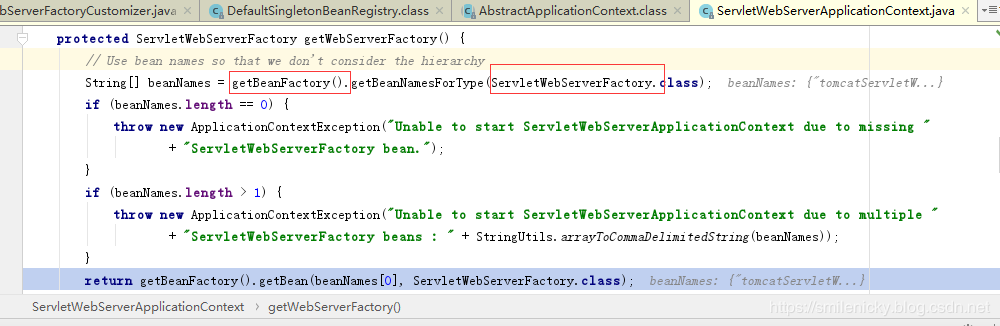 bServerFactoryCustomizer.java
DefaultSingletonBeanRegistry.class
AbstractApplicationContext.class
ServletWebServerApplicationContext.java
protected ServletWebServerFactory getWebServerFactory() {
// Use bean names so that we don't consider the hierarchy
String[] beanNames = getBeanFactory().getBeanNamesForType(ServletWebServerFactory.class); beanNames: {"tomcatServletW...}
if (beanNames.length == 0) {
throw new ApplicationContextException("Unable to start ServletWebServerApplicationContext due to missing "
+ "ServletWebServerFactory bean.");
}
if (beanNames.length > 1) {
throw new ApplicationContextException("Unable to start ServletWebServerApplicationContext due to multiple "
+ "ServletWebServerFactory beans : " + StringUtils.arrayToCommaDelimitedString(beanNames));
}
return getBeanFactory().getBean(beanNames[0], ServletWebServerFactory.class); beanNames: {"tomcatServletW...}
ServletWebServerApplicationContext › getWebServerFactory()
https://smilenicky.blog.csdn.net